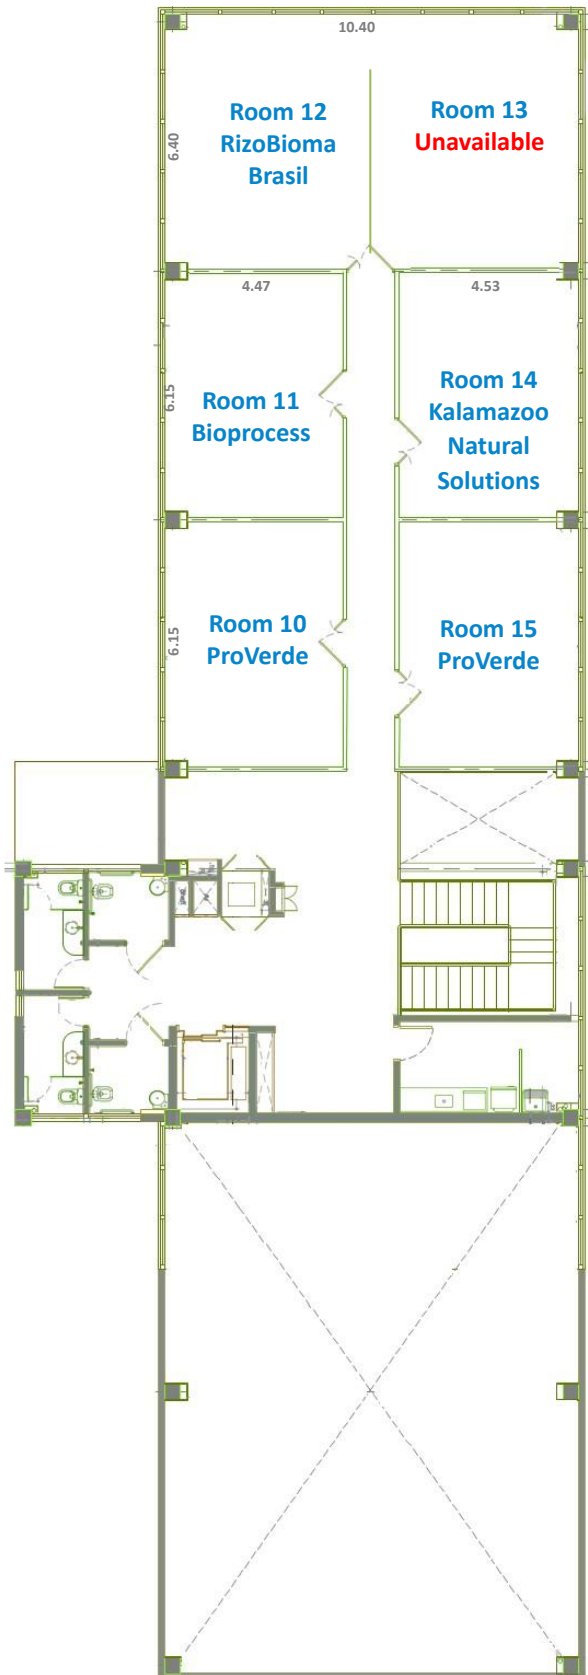 10.40
Room 12
RizoBioma
Brasil
Room 13
Unavailable
6.40
4.47
4.53
6.15
Room 11
Bioprocess
Room 14
Kalamazoo
Natural
Solutions
6.15
Room 10
ProVerde
Room 15
ProVerde